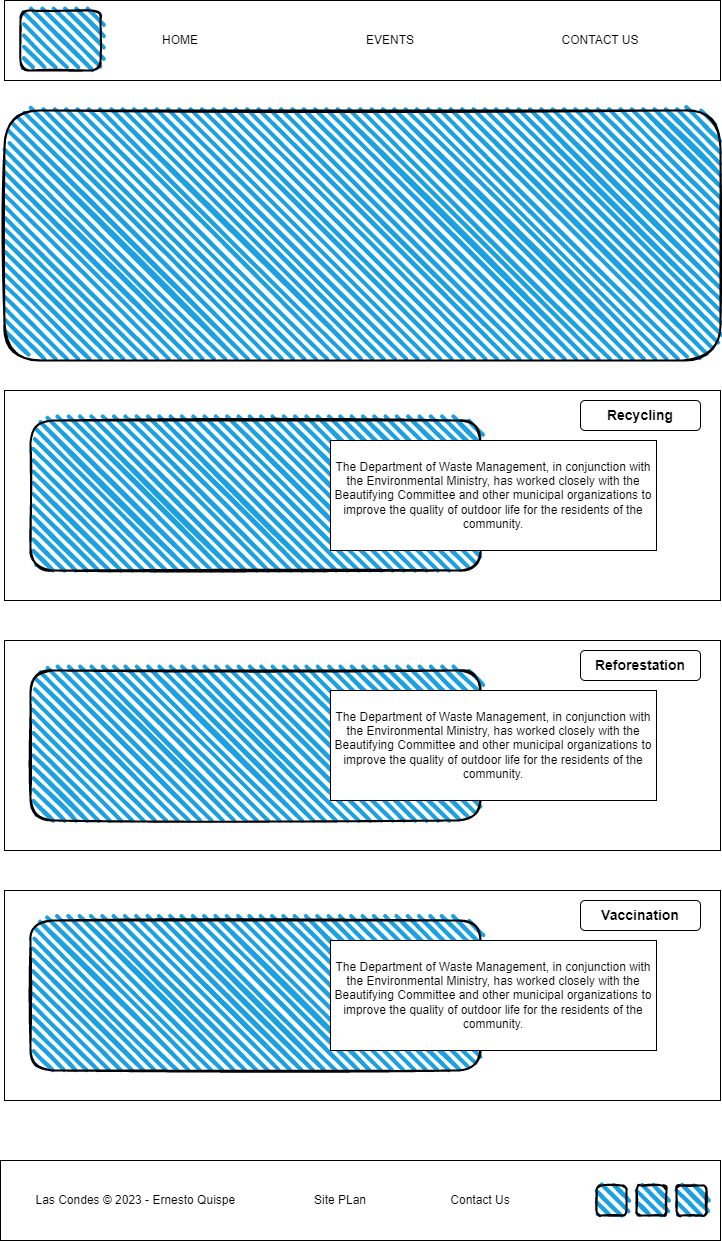 HOME EVENTS CONTACT US
Recycling
The Department of Waste Management, in conjunction with
the Environmental Ministry, has worked closely with the
Beautifying Committee and other municipal organizations to
improve the quality of outdoor life for the residents of the
community.
Reforestation
The Department of Waste Management, in conjunction with
the Environmental Ministry, has worked closely with the
Beautifying Committee and other municipal organizations to
improve the quality of outdoor life for the residents of the
community.
Vaccination
The Department of Waste Management, in conjunction with
the Environmental Ministry, has worked closely with the
Beautifying Committee and other municipal organizations to
improve the quality of outdoor life for the residents of the
community.
Las Condes © 2023 - Ernesto Quispe Site PLan Contact Us